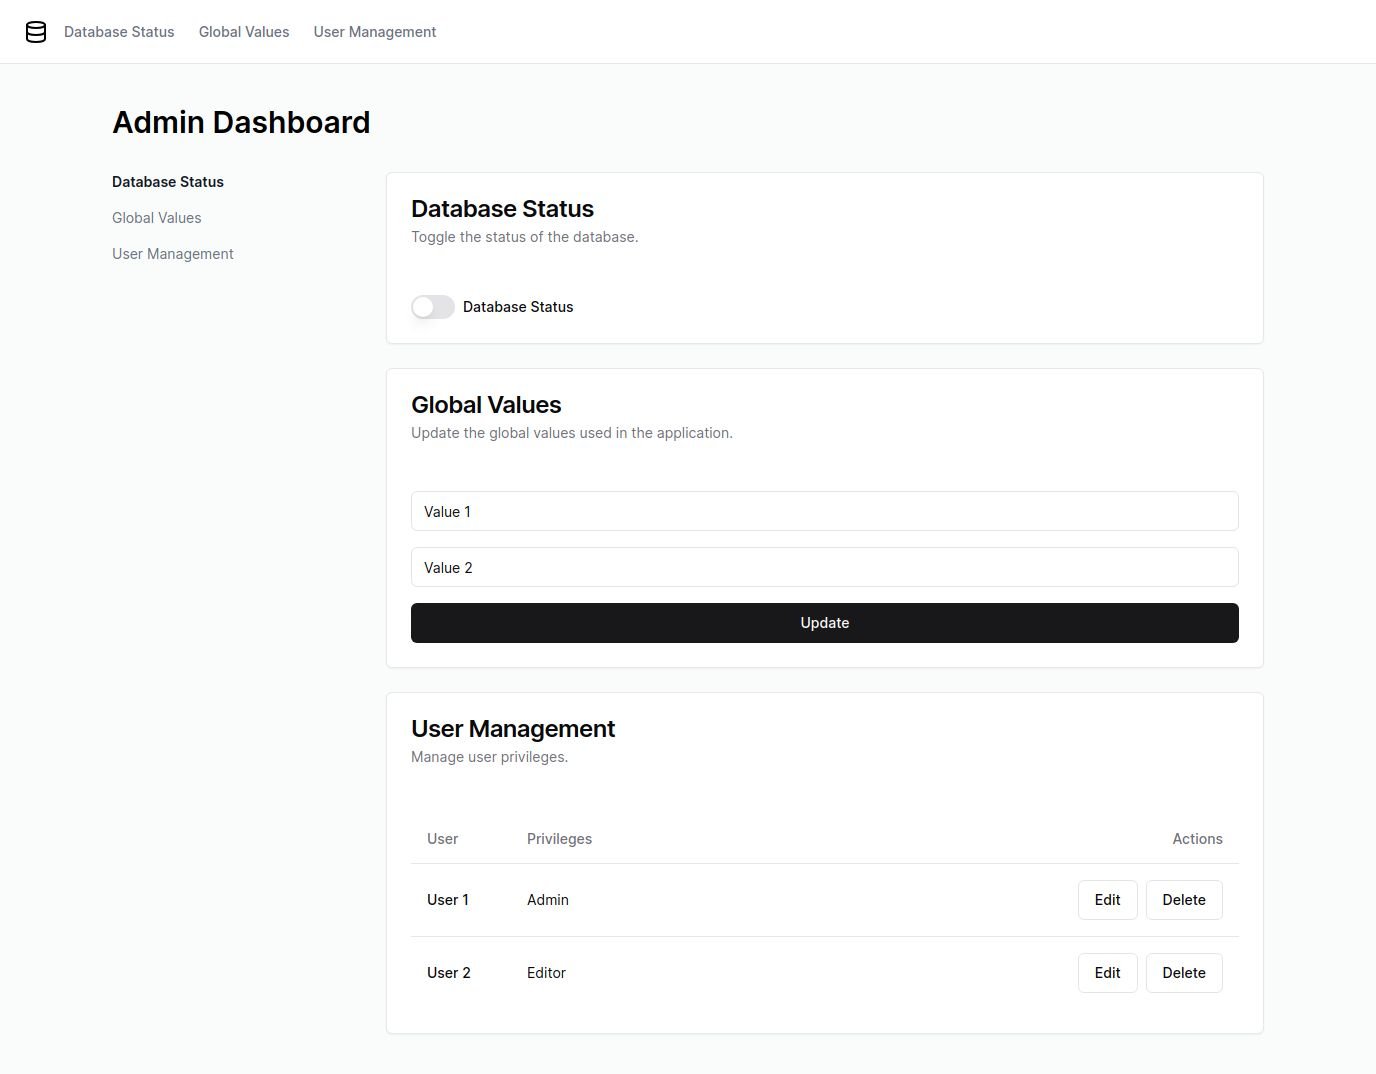 Database Status Global Values User Management
Admin Dashboard
Database Status
Global Values
User Management
Database Status
Toggle the status of the database.
Database Status
Global Values
Update the global values used in the application.
Value 1
Value 2
Update
User Management
Manage user privileges.
User Privileges Actions
User 1 Admin Edit Delete
User 2 Editor Edit Delete